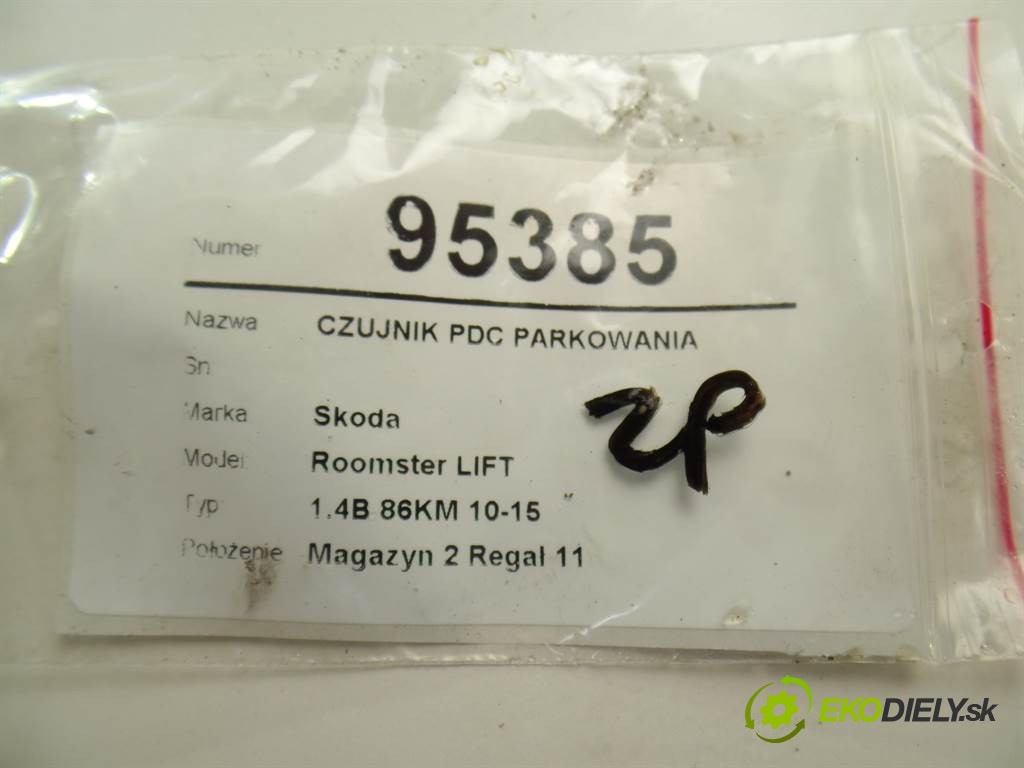 Numer 95385
Nazwa CZUJNIK PDC PARKOWANIA
Sn
Marka Skoda
Model Roomster LIFT
Typ 1.4B 86KM 10-15
Położenie Magazyn 2 Regał 11
EKODIELY.sk